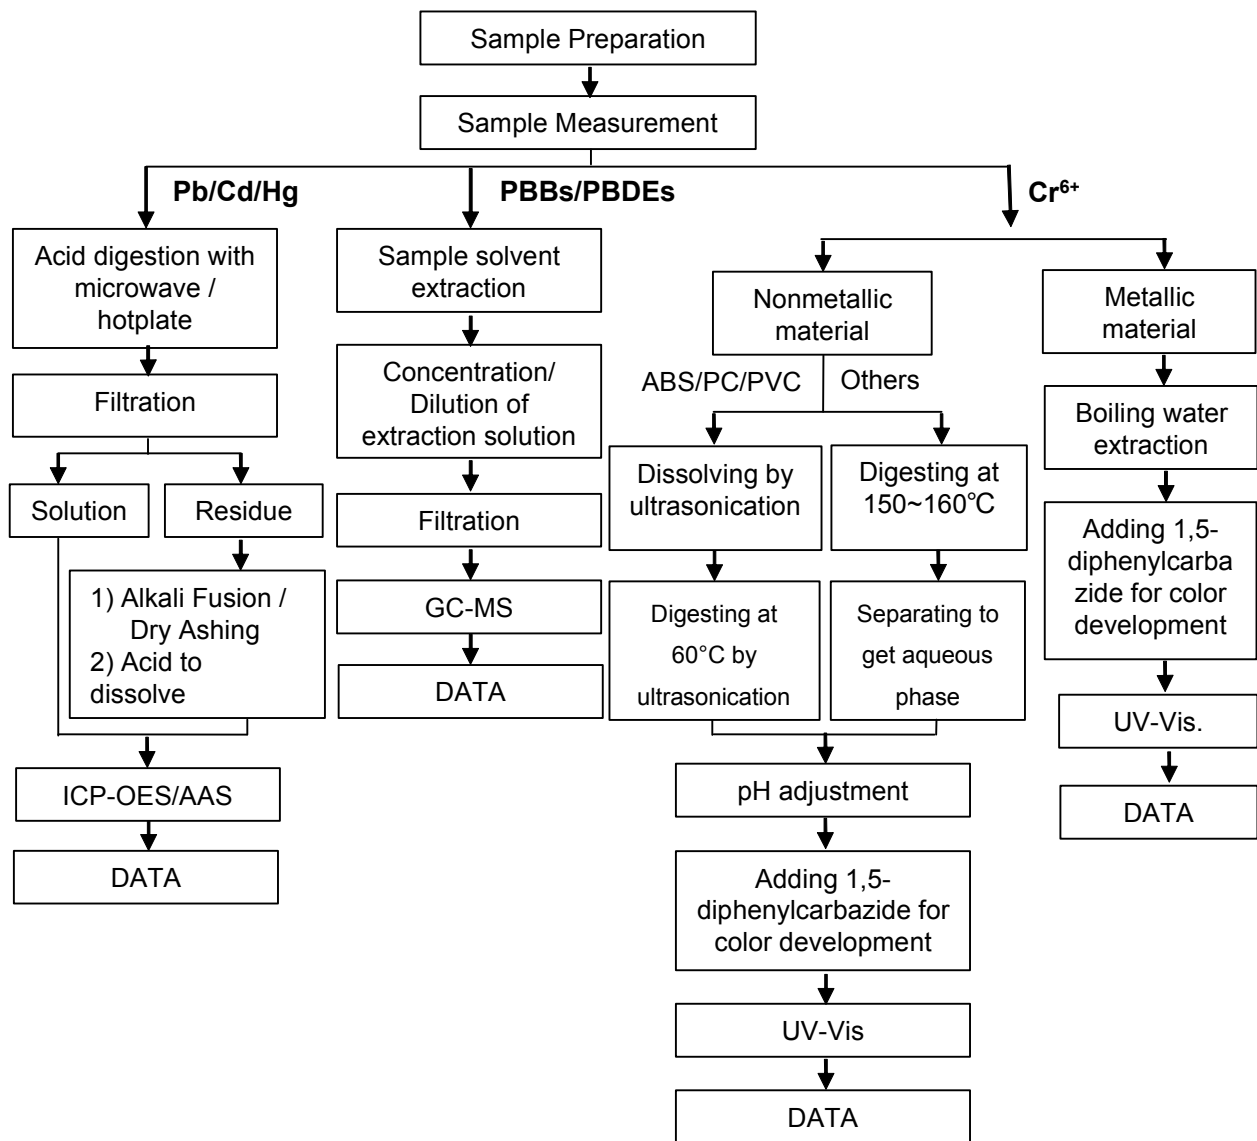 Sample Preparation
Sample Measurement
Pb/Cd/Hg
PBBs/PBDEs
Cr⁶⁺
Acid digestion with
microwave /
hotplate
Filtration
Solution
Residue
1) Alkali Fusion /
Dry Ashing
2) Acid to
dissolve
ICP-OES/AAS
DATA
Sample solvent
extraction
Concentration/
Dilution of
extraction solution
Filtration
GC-MS
DATA
Nonmetallic
material
ABS/PC/PVC
Others
Dissolving by
ultrasonication
Digesting at
60°C by
ultrasonication
Digesting at
150~160℃
Separating to
get aqueous
phase
pH adjustment
Adding 1,5-
diphenylcarbazide for
color development
UV-Vis
DATA
Metallic
material
Boiling water
extraction
Adding 1,5-
diphenylcarba
zide for color
development
UV-Vis.
DATA